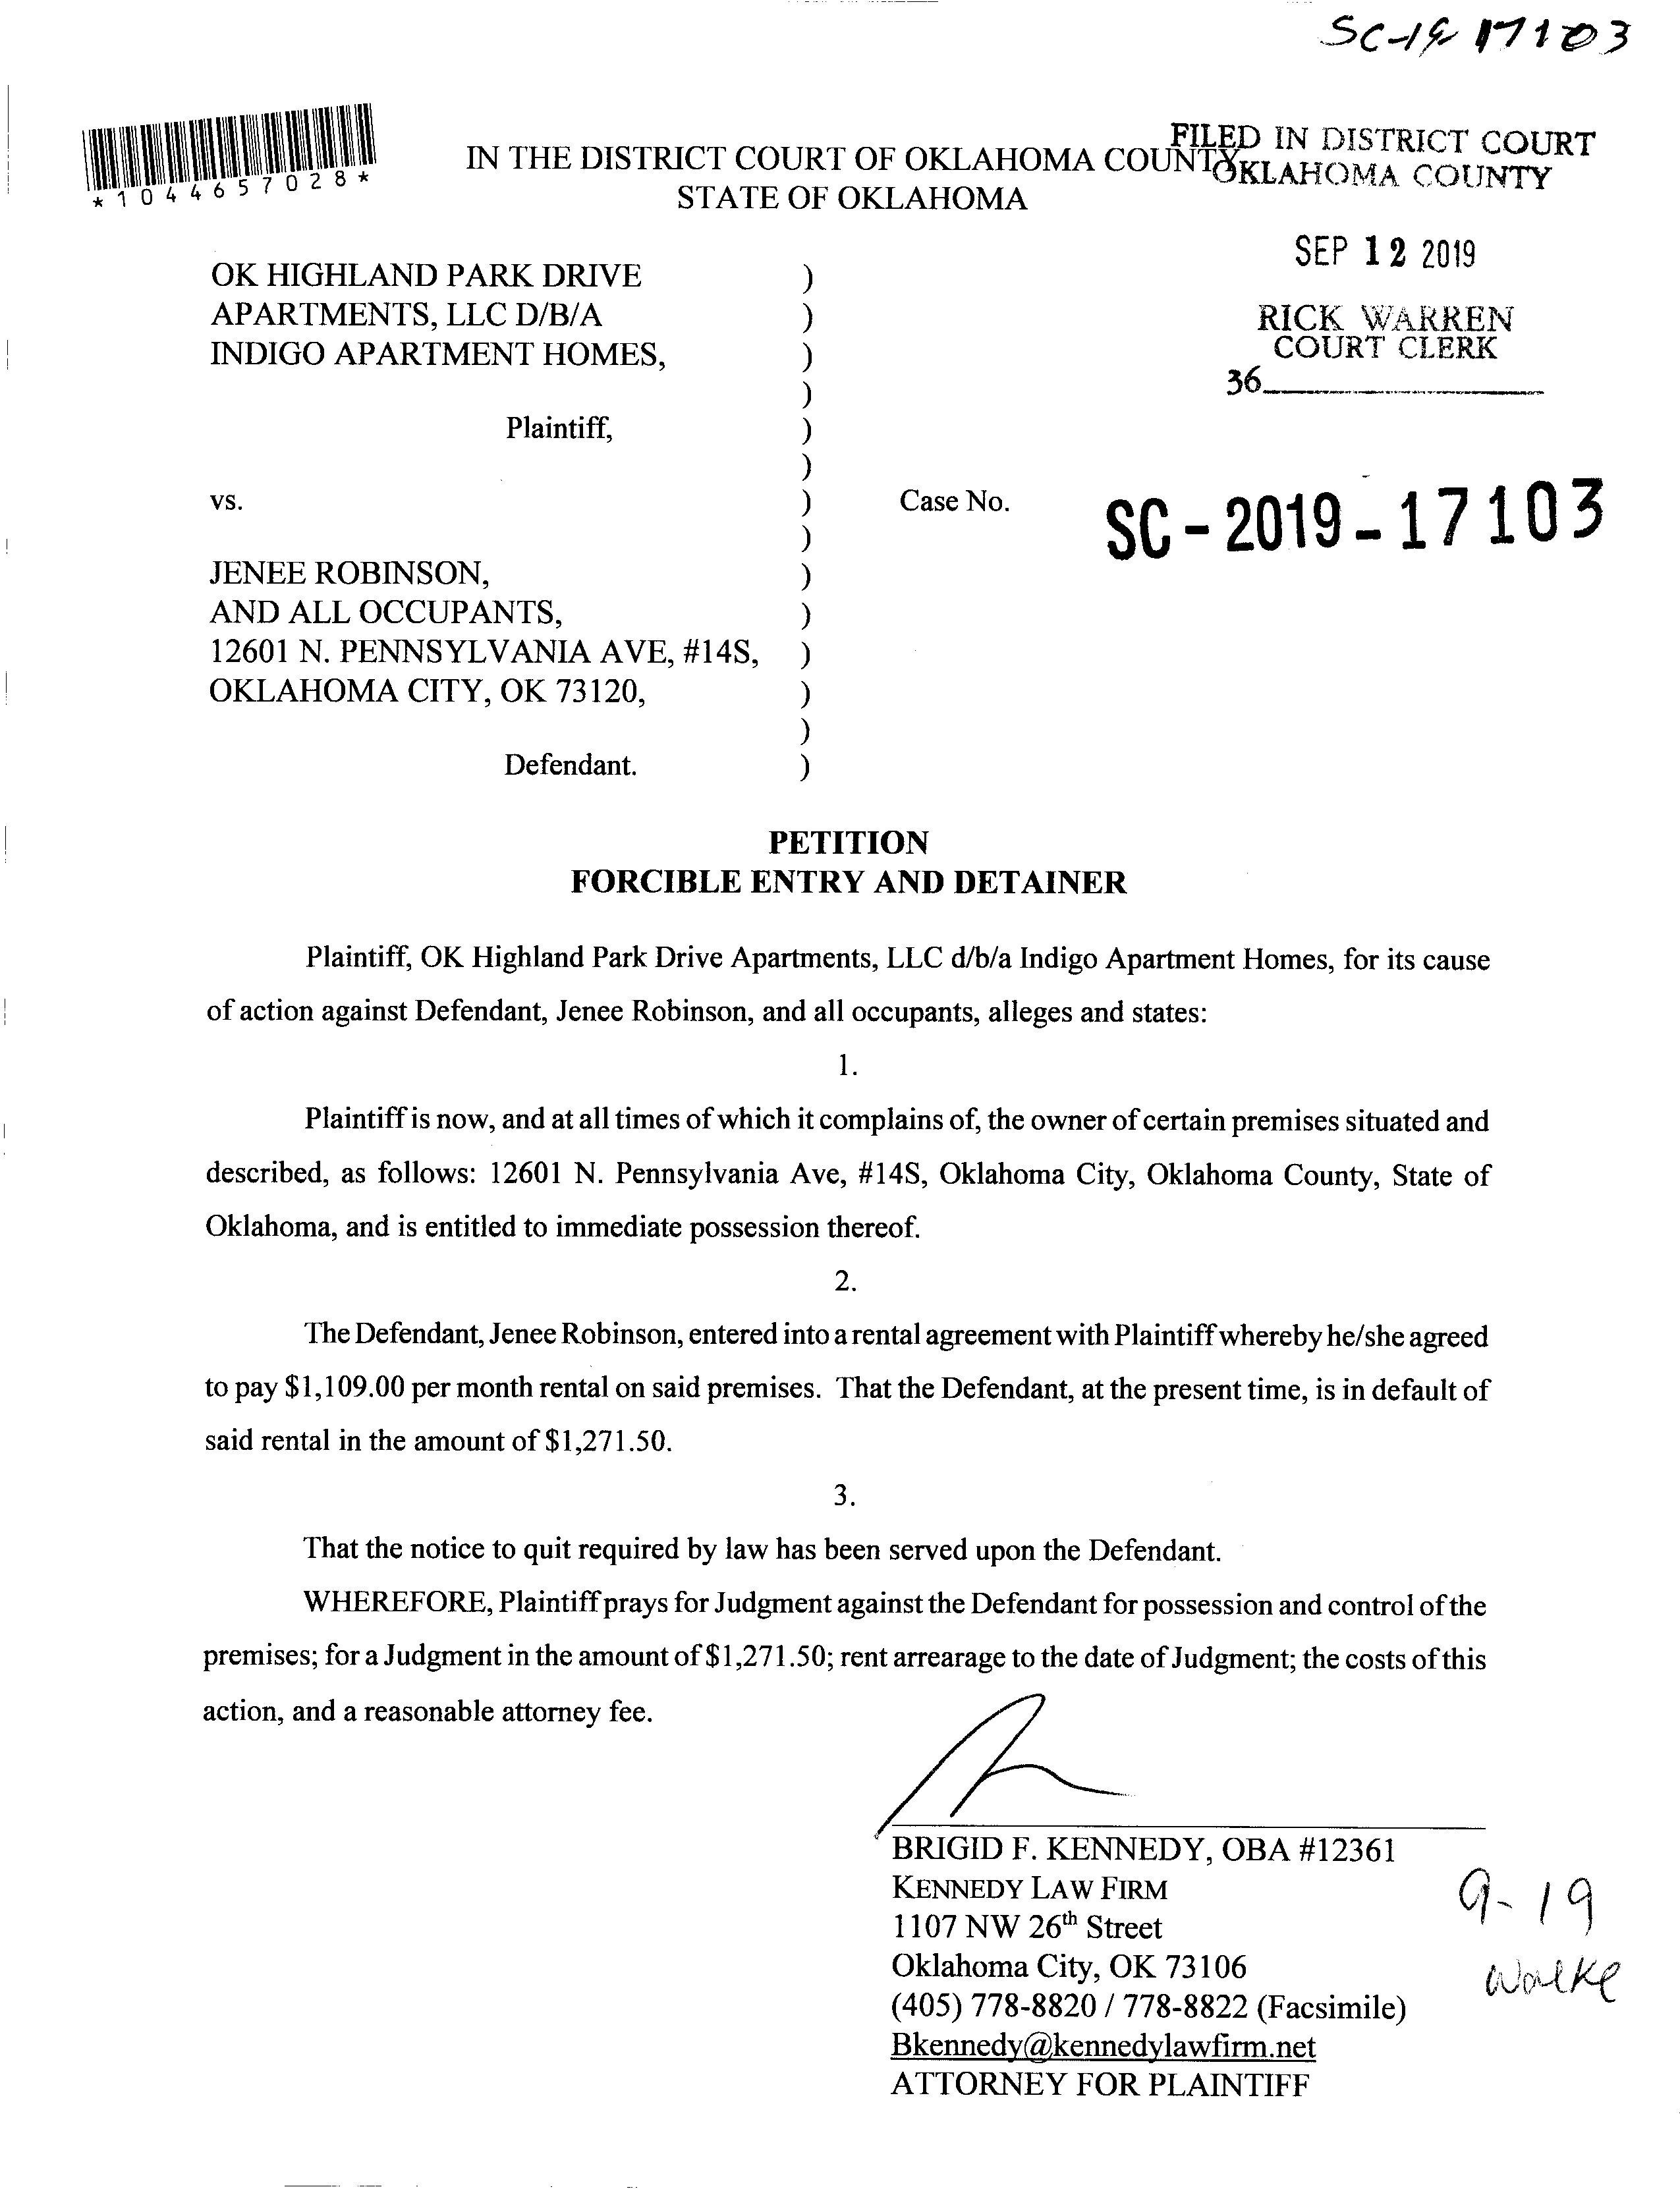 SC-19 17103
*1044657028*
IN THE DISTRICT COURT OF OKLAHOMA COUNTY
STATE OF OKLAHOMA
FILED IN DISTRICT COURT
OKLAHOMA COUNTY
SEP 12 2019
RICK WARREN
COURT CLERK
36
OK HIGHLAND PARK DRIVE )
APARTMENTS, LLC D/B/A )
INDIGO APARTMENT HOMES, )
)
Plaintiff, )
)
vs. ) Case No. SC-2019-17103
)
JENEE ROBINSON, )
AND ALL OCCUPANTS, )
12601 N. PENNSYLVANIA AVE, #14S, )
OKLAHOMA CITY, OK 73120, )
)
Defendant. )
PETITION
FORCIBLE ENTRY AND DETAINER
Plaintiff, OK Highland Park Drive Apartments, LLC d/b/a Indigo Apartment Homes, for its cause
of action against Defendant, Jenee Robinson, and all occupants, alleges and states:
1.
Plaintiff is now, and at all times of which it complains of, the owner of certain premises situated and
described, as follows: 12601 N. Pennsylvania Ave, #14S, Oklahoma City, Oklahoma County, State of
Oklahoma, and is entitled to immediate possession thereof.
2.
The Defendant, Jenee Robinson, entered into a rental agreement with Plaintiff whereby he/she agreed
to pay $1,109.00 per month rental on said premises. That the Defendant, at the present time, is in default of
said rental in the amount of $1,271.50.
3.
That the notice to quit required by law has been served upon the Defendant.
WHEREFORE, Plaintiff prays for Judgment against the Defendant for possession and control of the
premises; for a Judgment in the amount of $1,271.50; rent arrearage to the date of Judgment; the costs of this
action, and a reasonable attorney fee.
BRIGID F. KENNEDY, OBA #12361
KENNEDY LAW FIRM
1107 NW 26th Street
Oklahoma City, OK 73106
(405) 778-8820 / 778-8822 (Facsimile)
Bkennedy@kennedylawfirm.net
ATTORNEY FOR PLAINTIFF
9-19
Walke